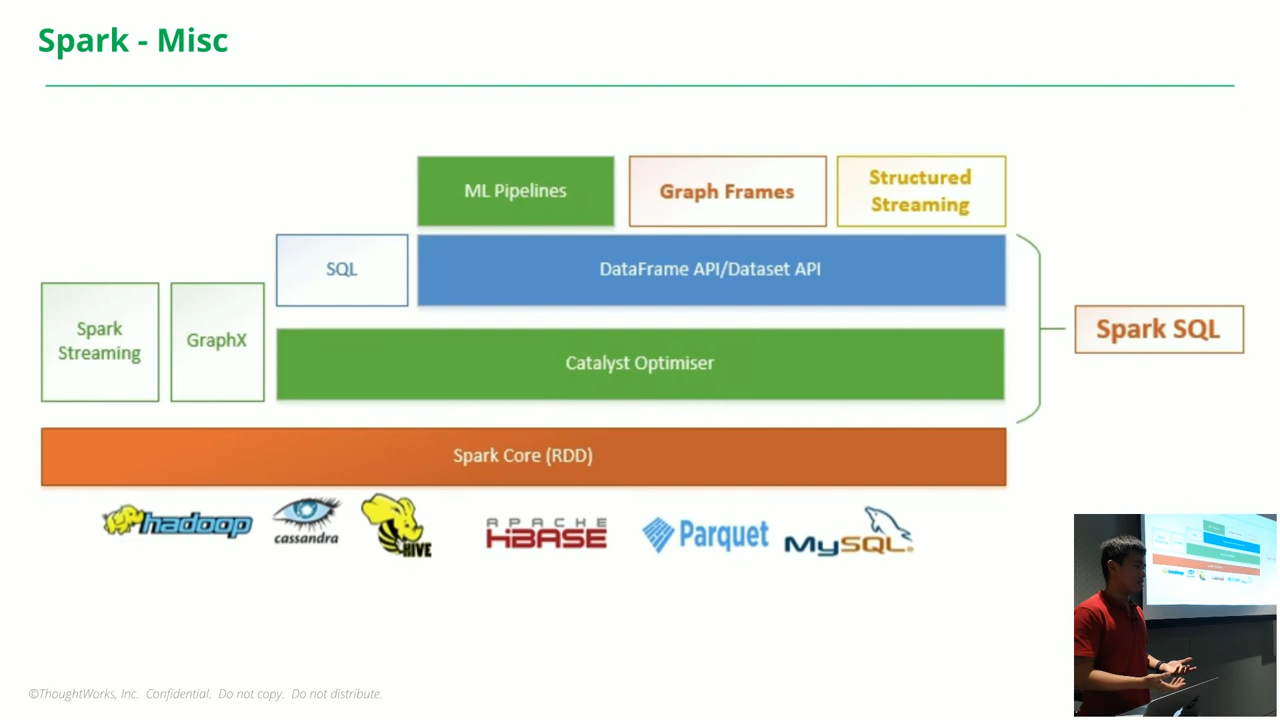 Spark - Misc
ML Pipelines
Graph Frames
Structured
Streaming
SQL
DataFrame API/Dataset API
Spark
Streaming
GraphX
Catalyst Optimiser
Spark SQL
Spark Core (RDD)
hadoop
cassandra
HIVE
APACHE
HBASE
Parquet
MySQL®
©ThoughtWorks, Inc. Confidential. Do not copy. Do not distribute.